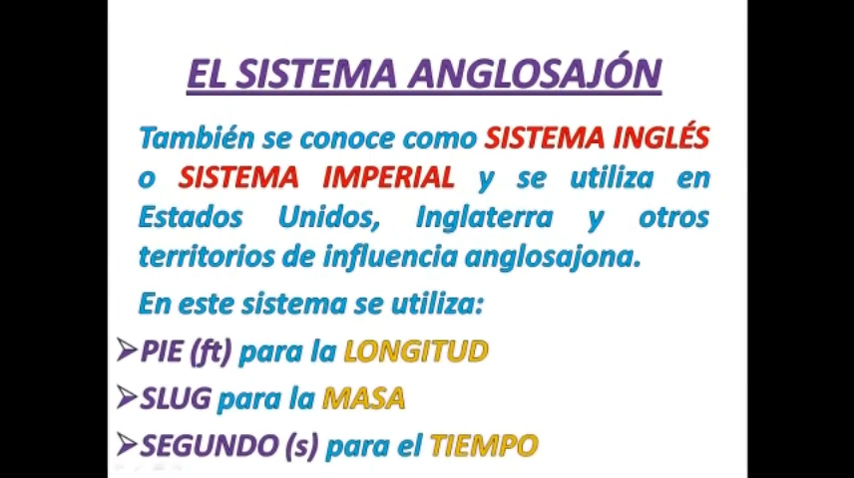 EL SISTEMA ANGLOSAJÓN
También se conoce como SISTEMA INGLÉS
o SISTEMA IMPERIAL y se utiliza en
Estados Unidos, Inglaterra y otros
territorios de influencia anglosajona.
En este sistema se utiliza:
➢PIE (ft) para la LONGITUD
➢SLUG para la MASA
➢SEGUNDO (s) para el TIEMPO